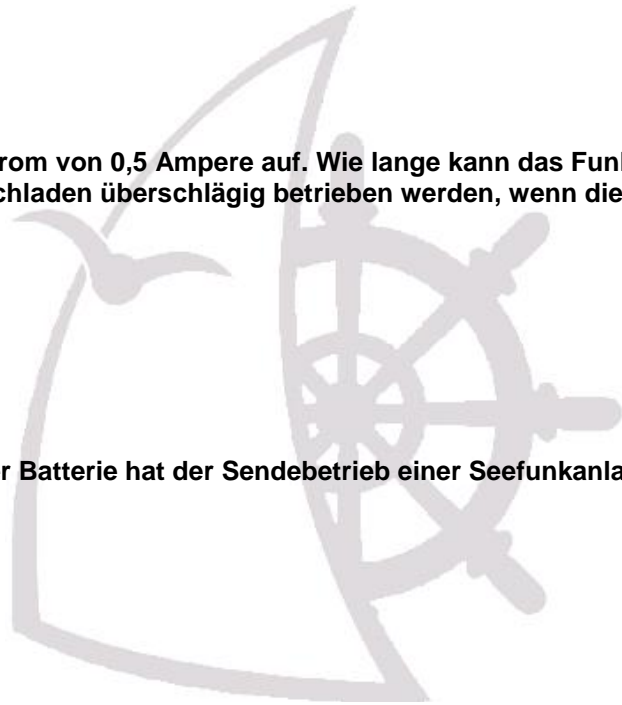 rom von 0,5 Ampere auf. Wie lange kann das Funk
chladen überschlägig betrieben werden, wenn die
r Batterie hat der Sendebetrieb einer Seefunkanla